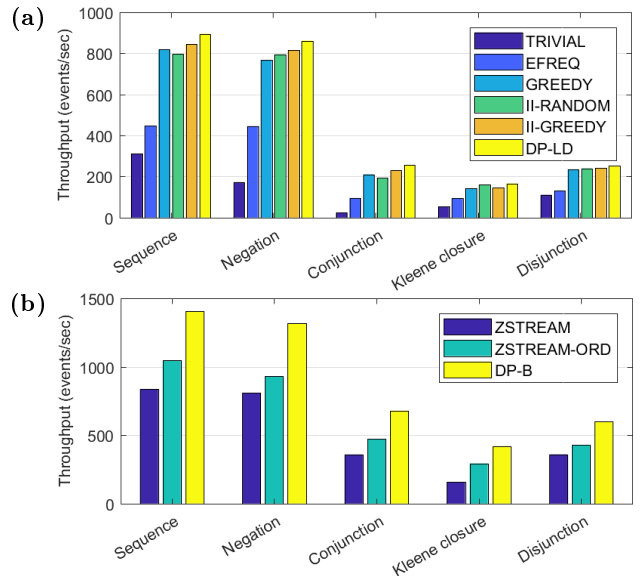 (a)
Throughput (events/sec)
1000
800
600
400
200
0
TRIVIAL
EFREQ
GREEDY
II-RANDOM
II-GREEDY
DP-LD
Sequence
Negation
Conjunction
Kleene closure
Disjunction
(b)
Throughput (events/sec)
1500
1000
500
0
ZSTREAM
ZSTREAM-ORD
DP-B
Sequence
Negation
Conjunction
Kleene closure
Disjunction